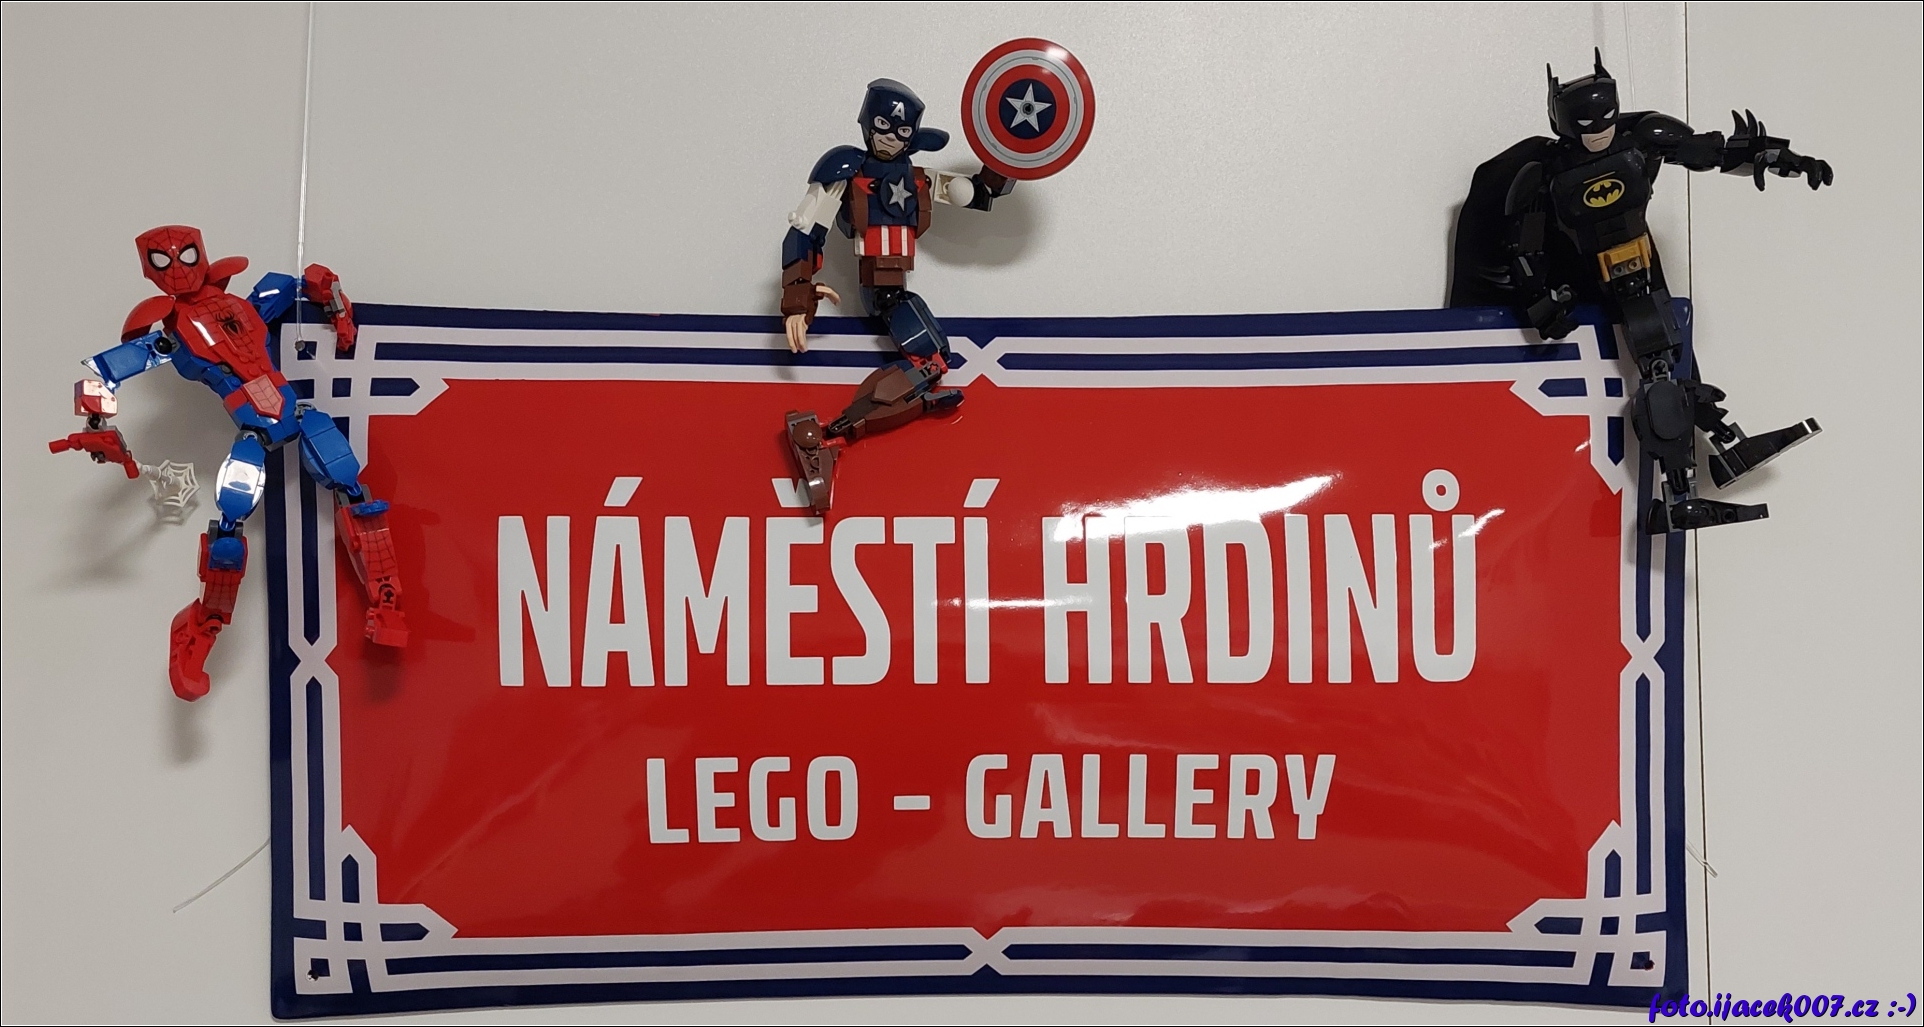 A
NÁMĚSTÍ HRDINŮ
LEGO - GALLERY
foto.ijacek007.cz :-)